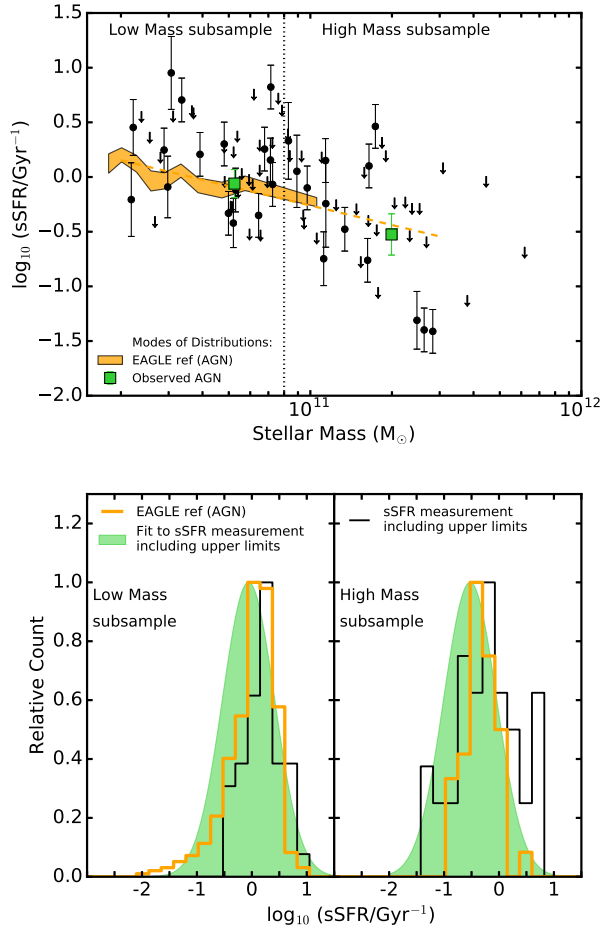 Low Mass subsample
High Mass subsample
1.5
1.0
0.5
0.0
−0.5
−1.0
−1.5
−2.0
log₁₀ (sSFR/Gyr⁻¹)
Modes of Distributions:
EAGLE ref (AGN)
Observed AGN
10¹¹
10¹²
Stellar Mass (M☉)
EAGLE ref (AGN)
Fit to sSFR measurement
including upper limits
sSFR measurement
including upper limits
Low Mass
subsample
High Mass
subsample
1.2
1.0
0.8
0.6
0.4
0.2
0.0
Relative Count
-2
-1
0
1
-2
-1
0
1
log₁₀ (sSFR/Gyr⁻¹)